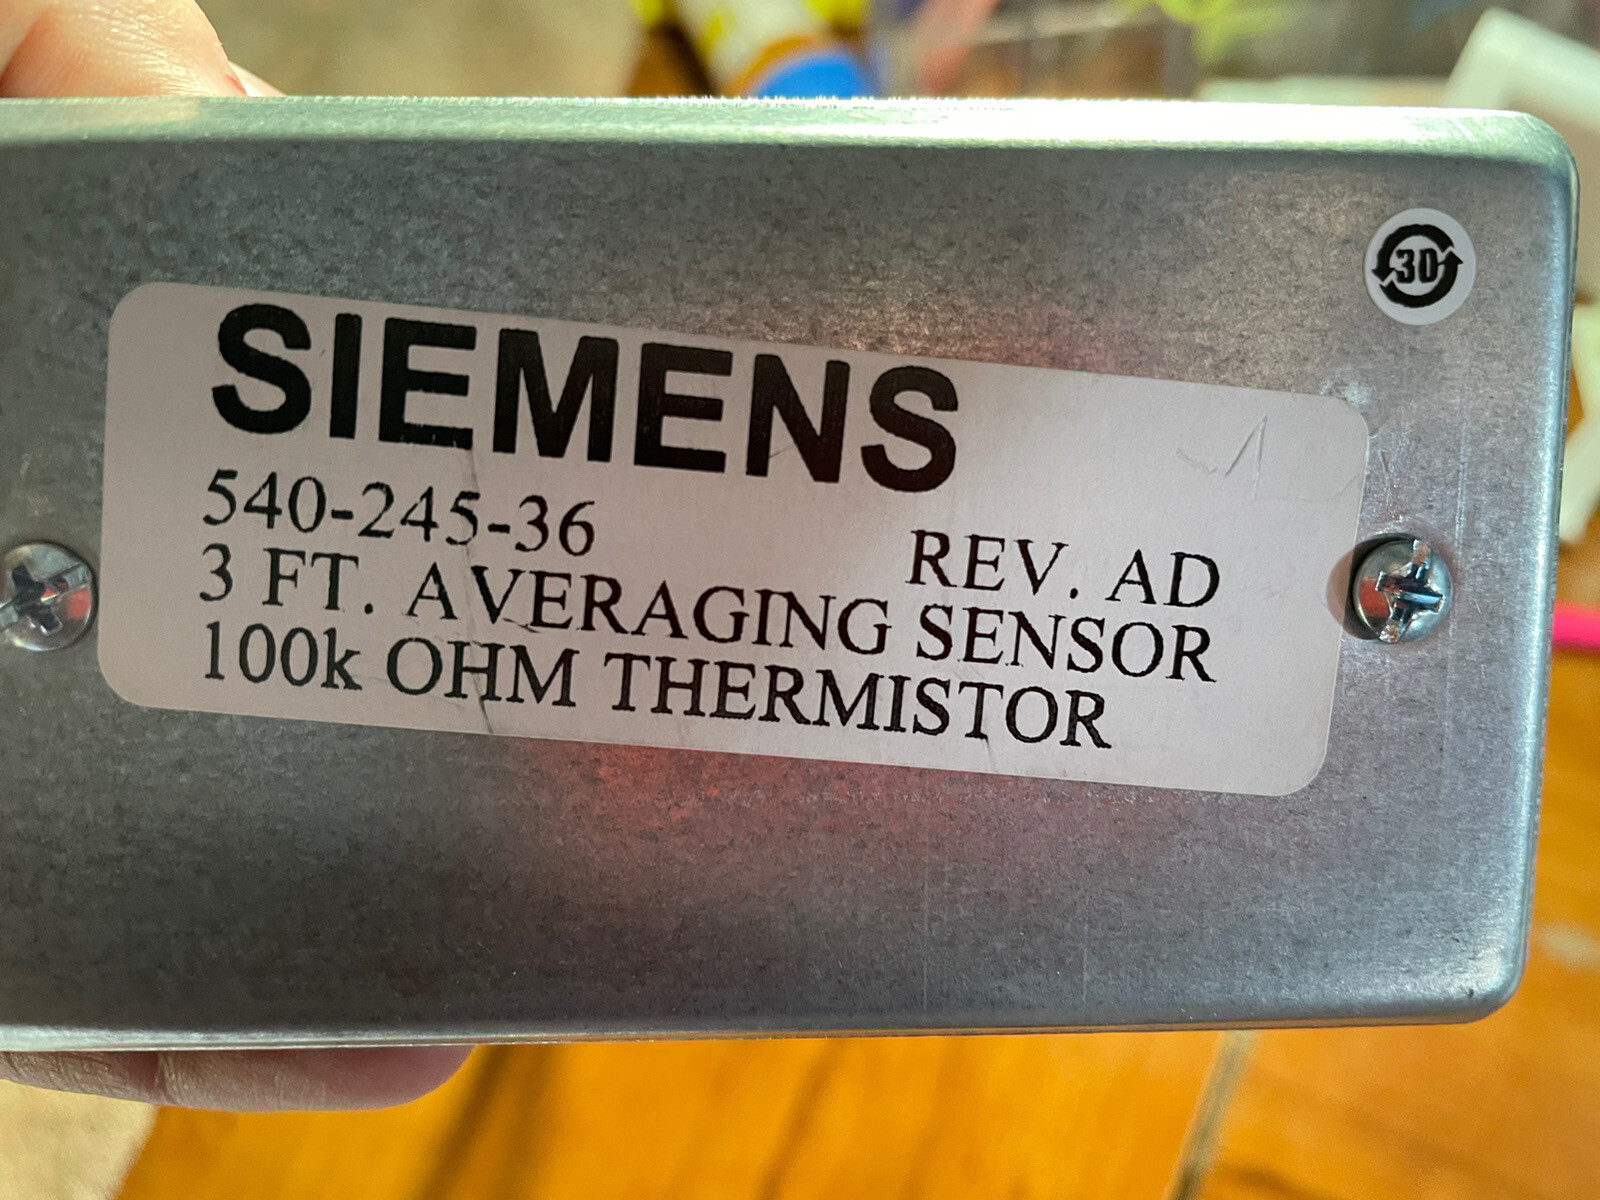 SIEMENS
540-245-36
REV. AD
3 FT. AVERAGING SENSOR
100k OHM THERMISTOR
30